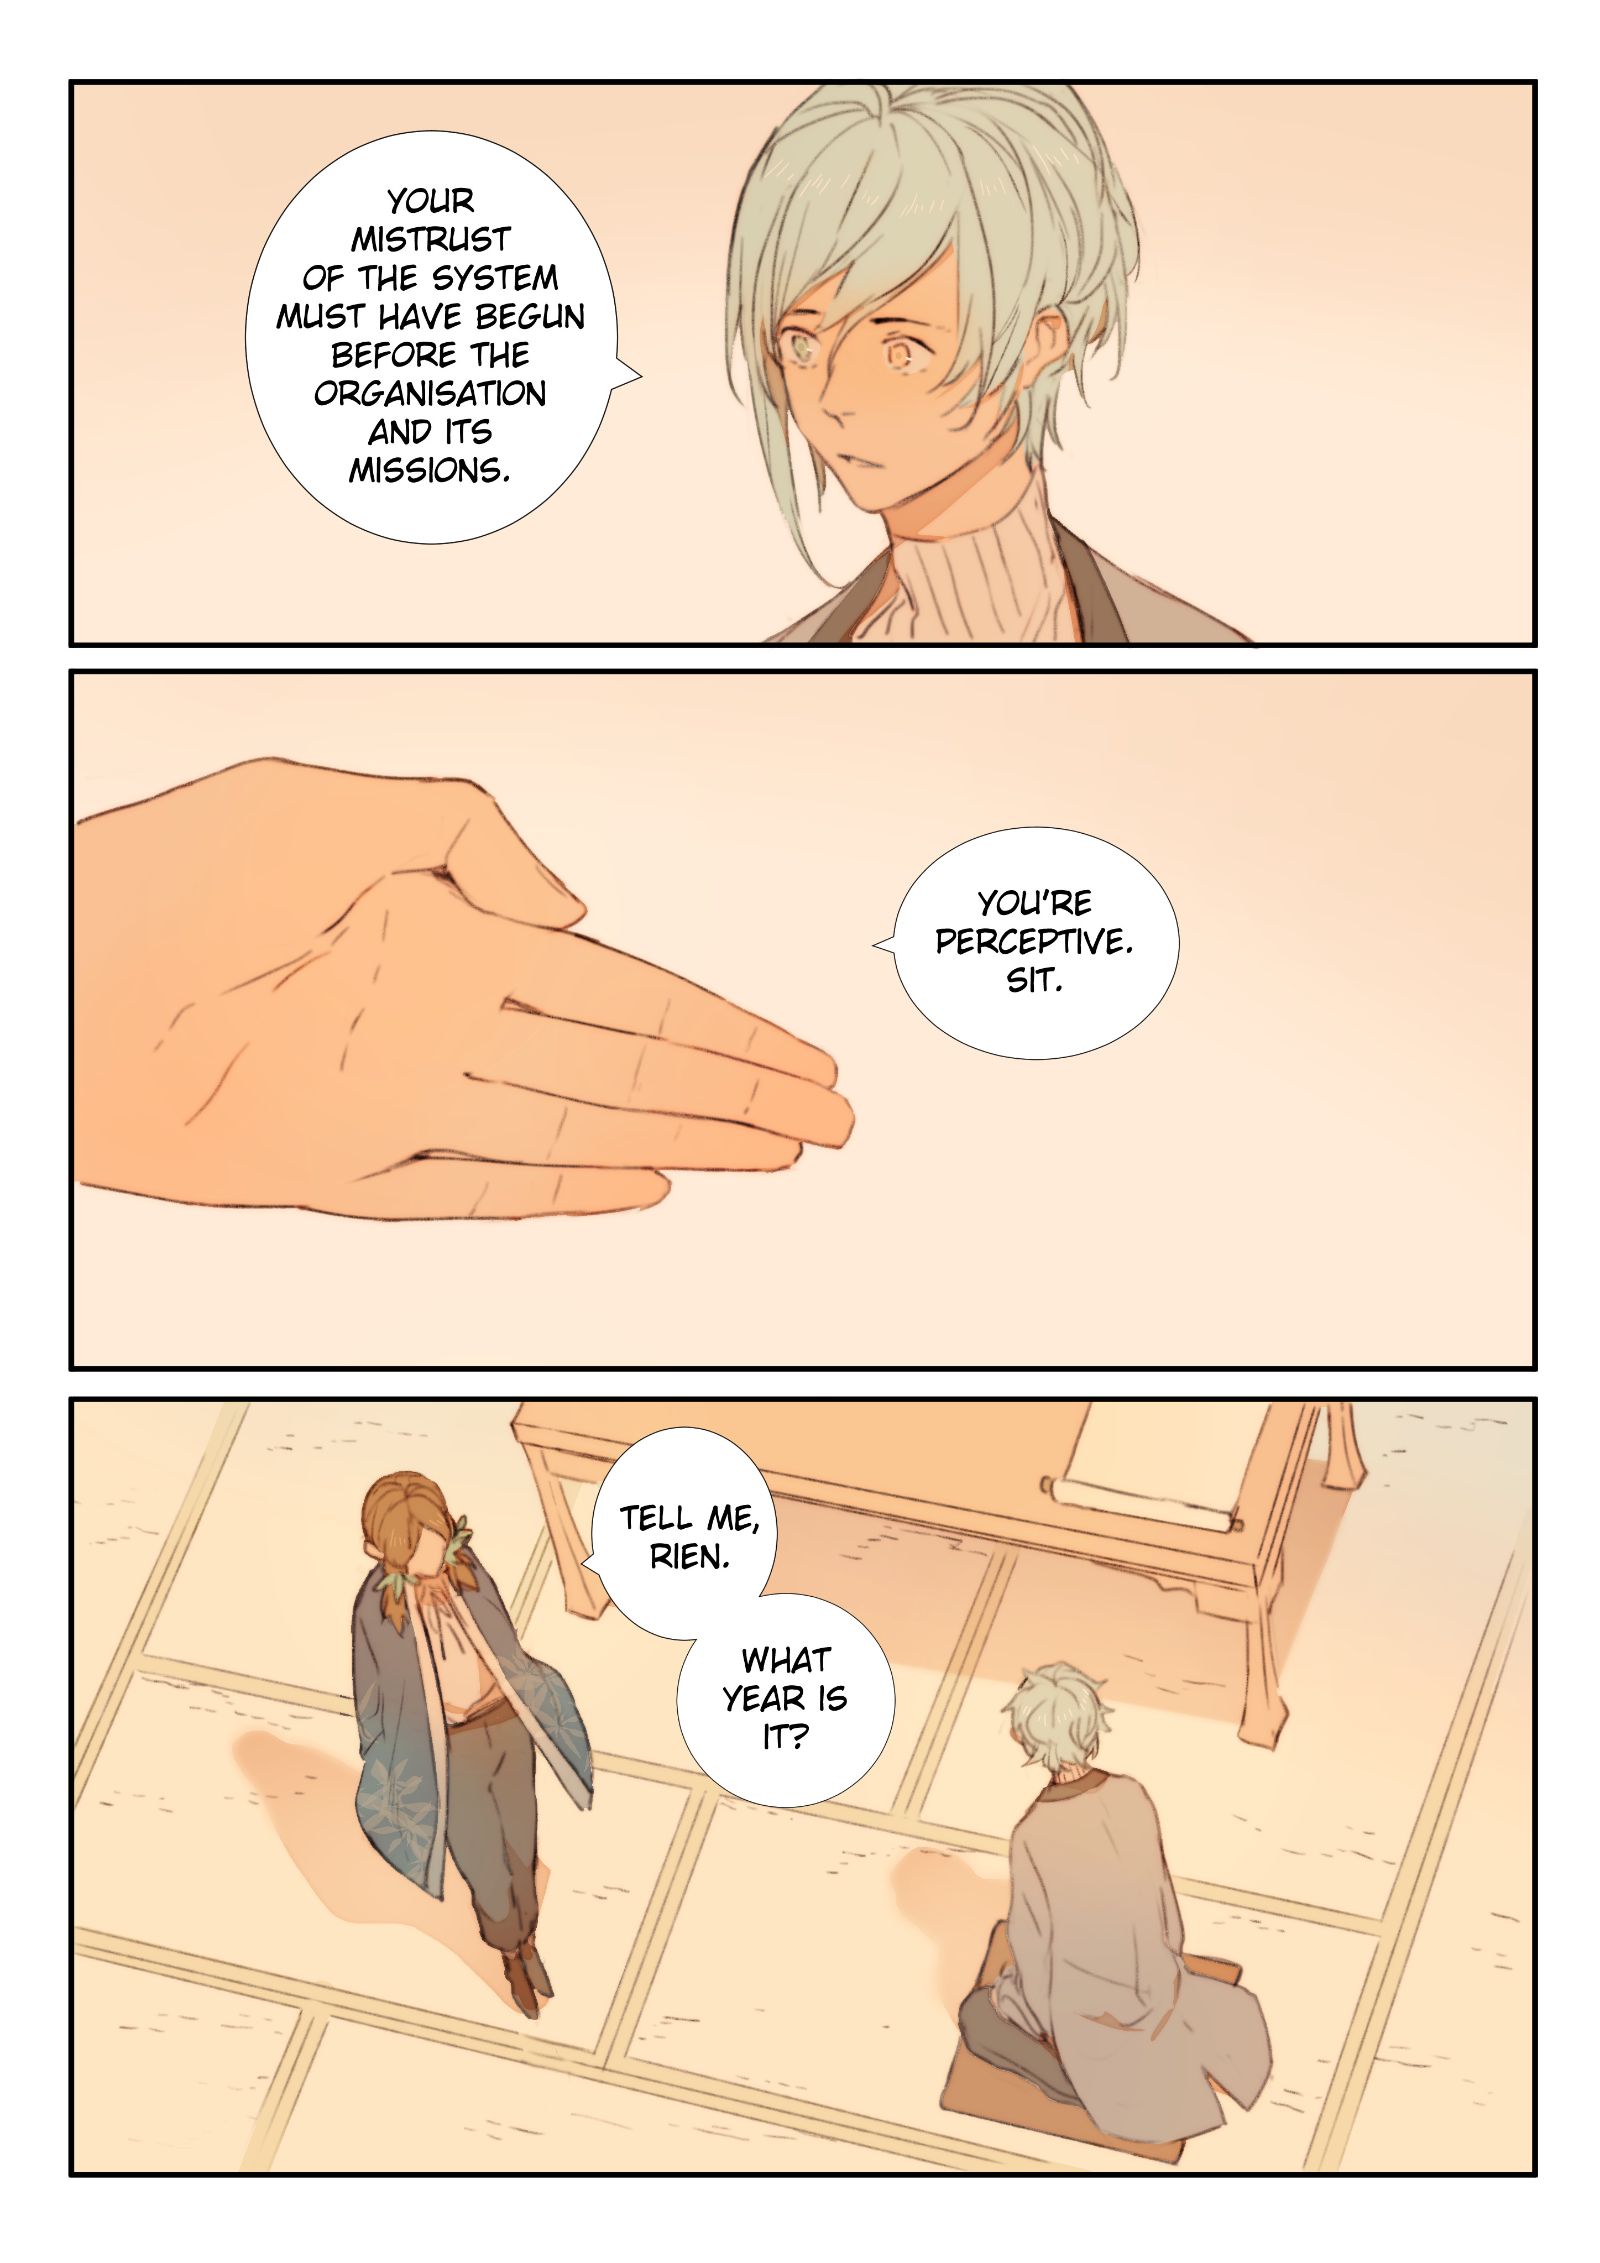 YOUR
MISTRUST
OF THE SYSTEM
MUST HAVE BEGUN
BEFORE THE
ORGANISATION
AND ITS
MISSIONS.
YOU'RE
PERCEPTIVE.
SIT.
TELL ME,
RIEN.
WHAT
YEAR IS
IT?